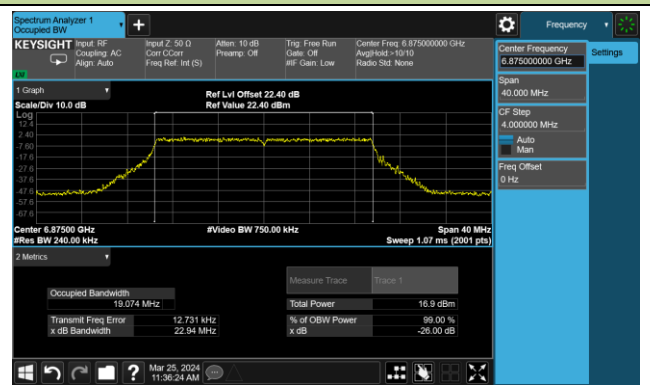 Spectrum Analyzer 1
Occupied BW
+
Frequency
KEYSIGHT
Input: RF
Coupling: AC
Align: Auto
Input Z: 50 Ω
Corr CCorr
Freq Ref: Int (S)
Atten: 10 dB
Preamp: Off
Trig: Free Run
Gate: Off
#IF Gain: Low
Center Freq: 6.875000000 GHz
Avg|Hold:>10/10
Radio Std: None
Center Frequency
6.875000000 GHz
Settings
Span
40.000 MHz
CF Step
4.000000 MHz
Auto
Man
Freq Offset
0 Hz
1 Graph
Scale/Div 10.0 dB
Ref Lvl Offset 22.40 dB
Ref Value 22.40 dBm
Log
12.4
2.40
-7.60
-17.6
-27.6
-37.6
-47.6
-57.6
-67.6
Center 6.87500 GHz
#Res BW 240.00 kHz
#Video BW 750.00 kHz
Span 40 MHz
Sweep 1.07 ms (2001 pts)
2 Metrics
Measure Trace
Trace 1
Occupied Bandwidth
19.074 MHz
Total Power
16.9 dBm
Transmit Freq Error
12.731 kHz
% of OBW Power
99.00 %
x dB Bandwidth
22.94 MHz
x dB
-26.00 dB
?
Mar 25, 2024
11:36:24 AM